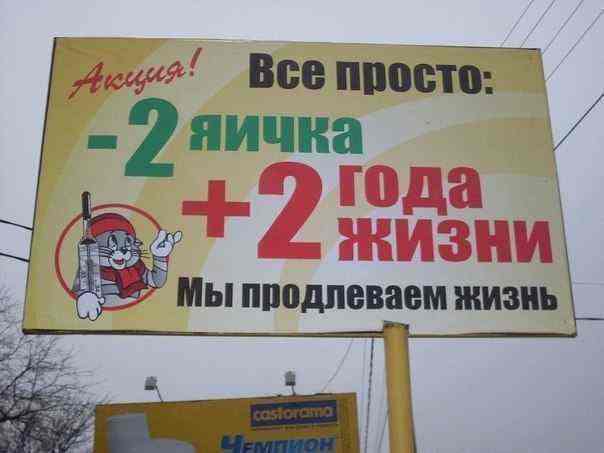 Акция!
Все просто:
-2 яичка
+2 года
жизни
Мы продлеваем жизнь
castorama
Чемпион